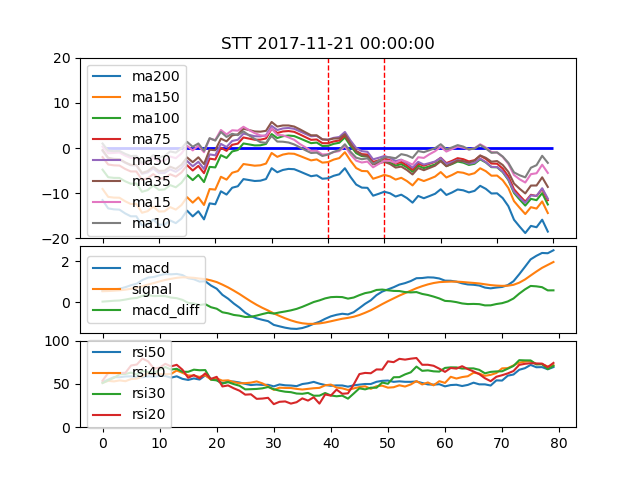 STT 2017-11-21 00:00:00
20
10
0
−10
−20
ma200
ma150
ma100
ma75
ma50
ma35
ma15
ma10
2
0
macd
signal
macd_diff
100
50
0
rsi50
rsi40
rsi30
rsi20
0 10 20 30 40 50 60 70 80